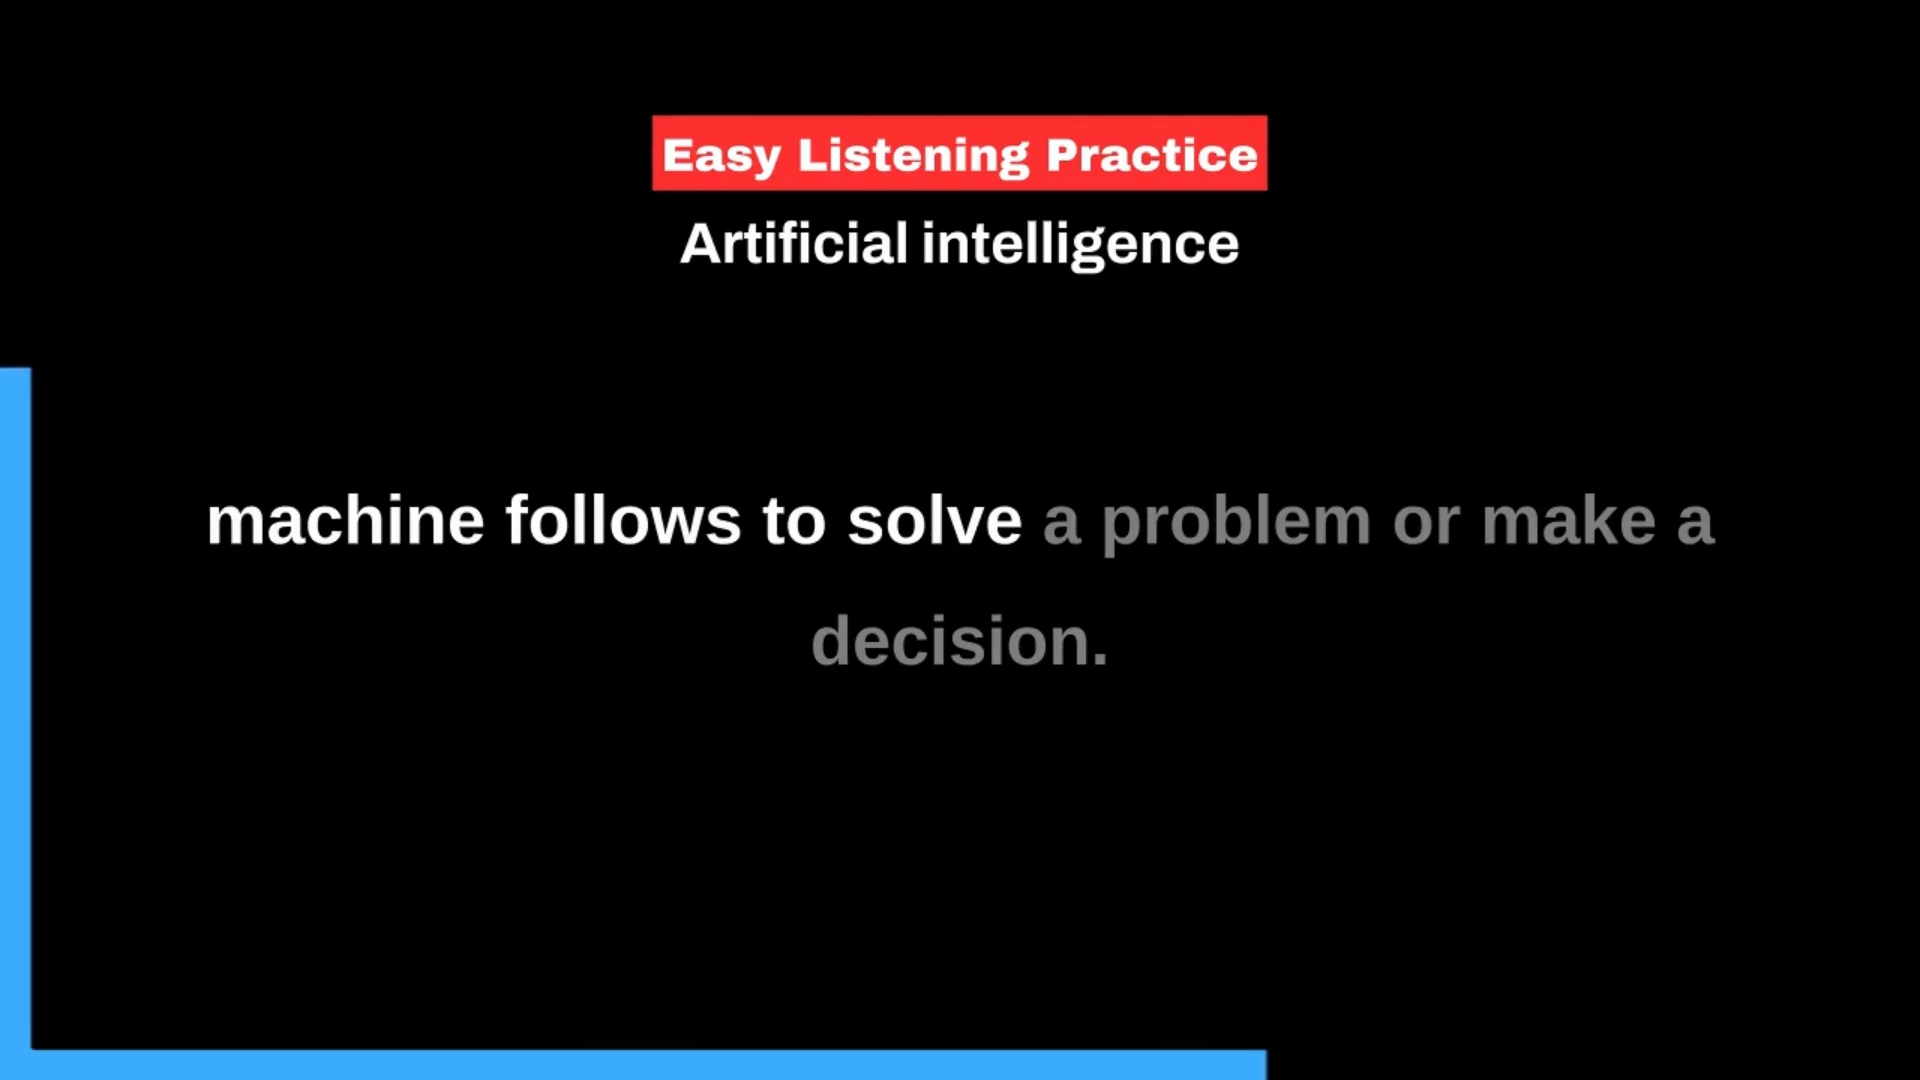 Easy Listening Practice
Artificial intelligence
machine follows to solve a problem or make a
decision.